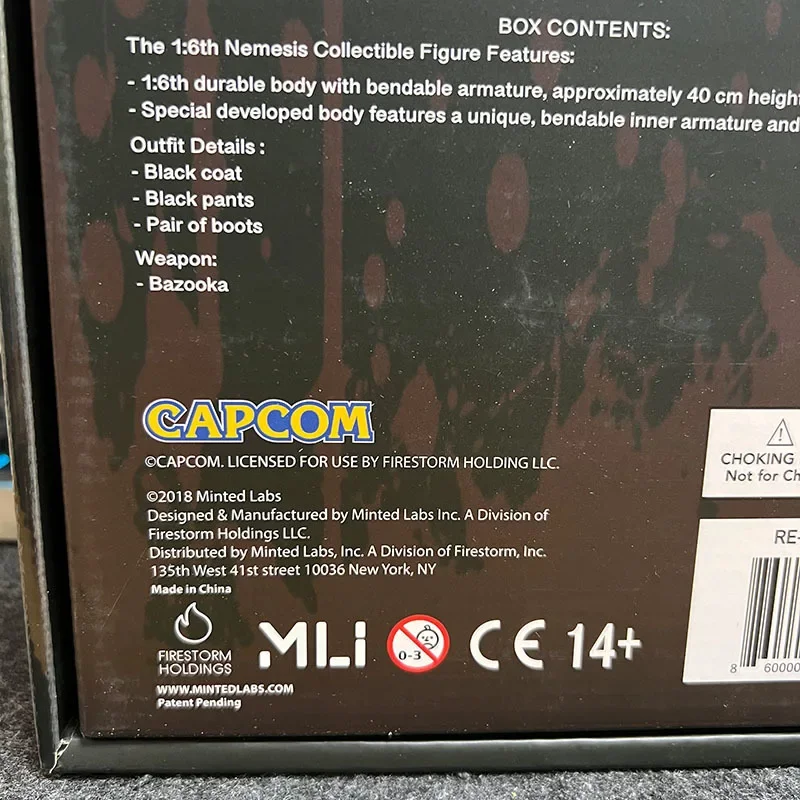 BOX CONTENTS:
The 1:6th Nemesis Collectible Figure Features:
- 1:6th durable body with bendable armature, approximately 40 cm height
- Special developed body features a unique, bendable inner armature and
Outfit Details :
- Black coat
- Black pants
- Pair of boots
Weapon:
- Bazooka
CAPCOM
©CAPCOM. LICENSED FOR USE BY FIRESTORM HOLDING LLC.
CHOKING
Not for Ch
©2018 Minted Labs
Designed & Manufactured by Minted Labs Inc. A Division of
Firestorm Holdings LLC.
Distributed by Minted Labs, Inc. A Division of Firestorm, Inc.
135th West 41st street 10036 New York, NY
Made in China
RE-
FIRESTORM
HOLDINGS
MLi
0-3
CE 14+
8 60000
WWW.MINTEDLABS.COM
Patent Pending